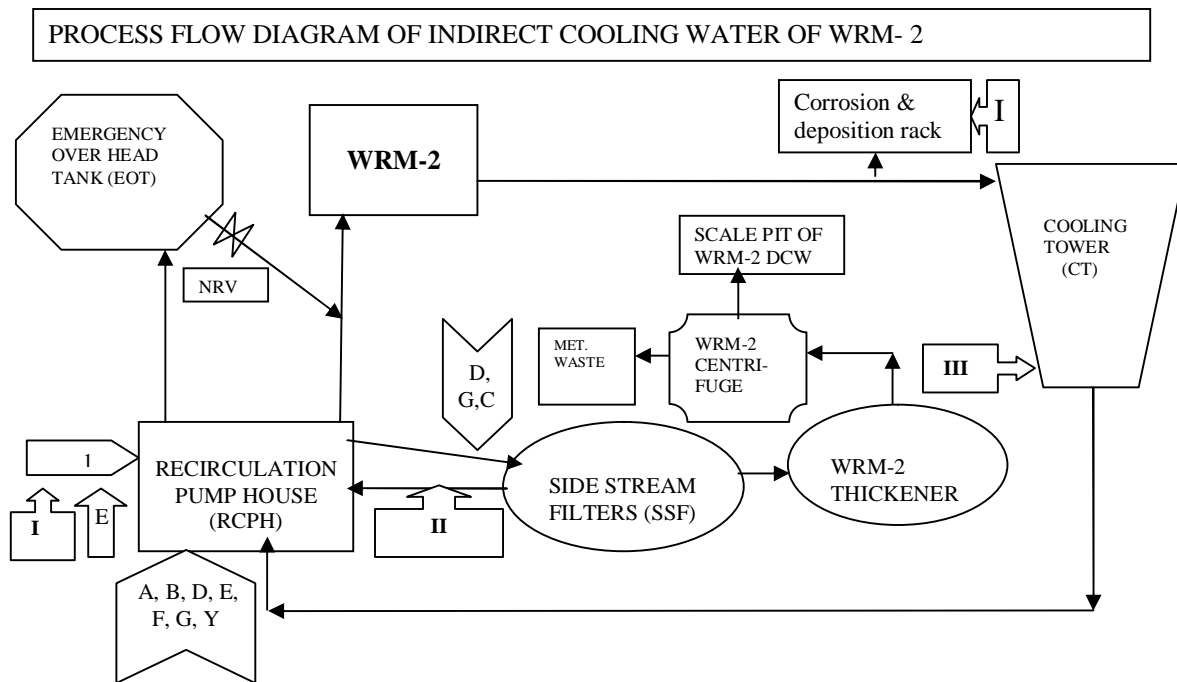 PROCESS FLOW DIAGRAM OF INDIRECT COOLING WATER OF WRM- 2
EMERGENCY
OVER HEAD
TANK (EOT)
WRM-2
Corrosion &
deposition rack
I
COOLING
TOWER
(CT)
NRV
SCALE PIT OF
WRM-2 DCW
MET.
WASTE
WRM-2
CENTRI-
FUGE
III
D,
G,C
1
I
E
RECIRCULATION
PUMP HOUSE
(RCPH)
II
SIDE STREAM
FILTERS (SSF)
WRM-2
THICKENER
A, B, D, E,
F, G, Y